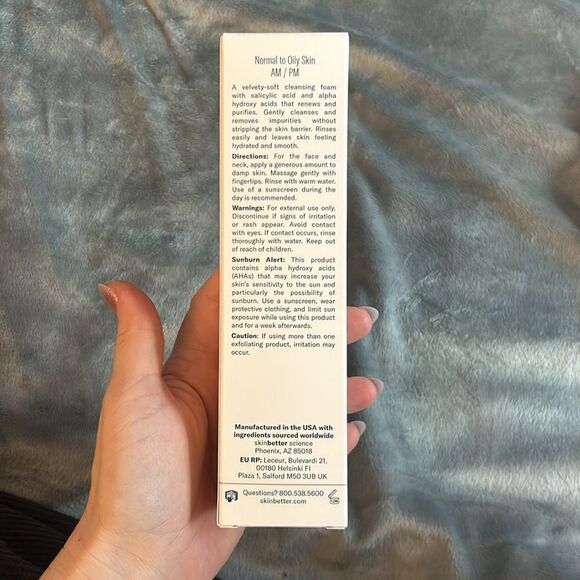 Normal to Oily Skin
AM / PM
A velvety-soft cleansing foam
with salicylic acid and alpha
hydroxy acids that renews and
purifies. Gently cleanses and
removes impurities without
stripping the skin barrier. Rinses
easily and leaves skin feeling
hydrated and smooth.
Directions: For the face and
neck, apply a generous amount to
damp skin. Massage gently with
fingertips. Rinse with warm water.
Use of a sunscreen during the
day is recommended.
Warnings: For external use only.
Discontinue if signs of irritation
or rash appear. Avoid contact
with eyes. If contact occurs, rinse
thoroughly with water. Keep out
of reach of children.
Sunburn Alert: This product
contains alpha hydroxy acids
(AHAs) that may increase your
skin's sensitivity to the sun and
particularly the possibility of
sunburn. Use a sunscreen, wear
protective clothing, and limit sun
exposure while using this product
and for a week afterwards.
Caution: If using more than one
exfoliating product, irritation may
occur.
Manufactured in the USA with
ingredients sourced worldwide
skinbetter science
Phoenix, AZ 85018
EU RP: Leceur, Bulevardi 21,
00180 Helsinki FI
Plaza 1, Salford M50 3UB UK
Questions? 800.538.5600
skinbetter.com